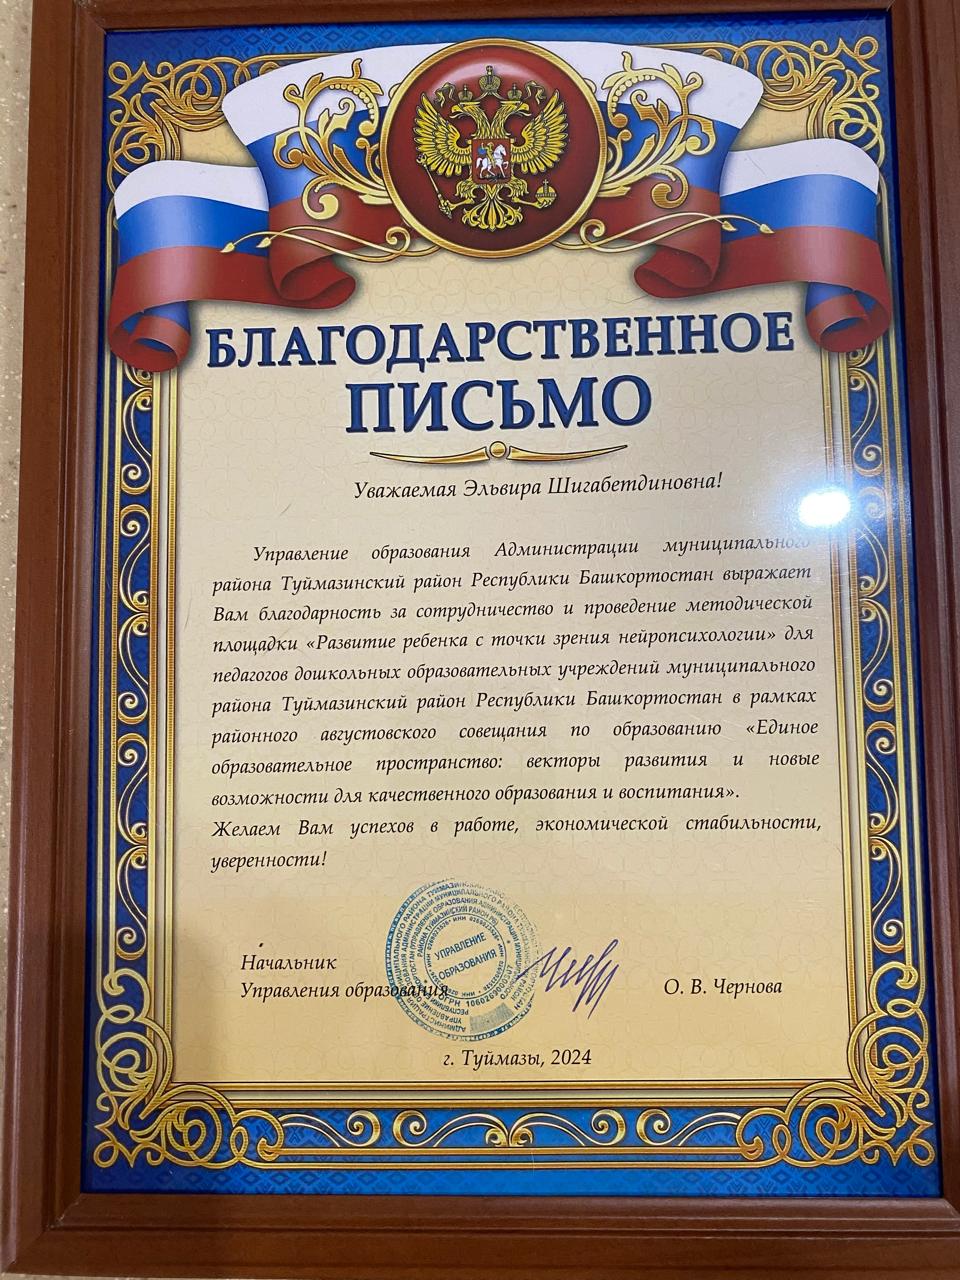 БЛАГОДАРСТВЕННОЕ
ПИСЬМО
Уважаемая Эльвира Шигабетдиновна!
Управление образования Администрации муниципального
района Туймазинский район Республики Башкортостан выражает
Вам благодарность за сотрудничество и проведение методической
площадки «Развитие ребенка с точки зрения нейропсихологии» для
педагогов дошкольных образовательных учреждений муниципального
района Туймазинский район Республики Башкортостан в рамках
районного августовского совещания по образованию «Единое
образовательное пространство: векторы развития и новые
возможности для качественного образования и воспитания».
Желаем Вам успехов в работе, экономической стабильности,
уверенности!
Начальник
Управления образования
УПРАВЛЕНИЕ
ОБРАЗОВАНИЯ
О. В. Чернова
г. Туймазы, 2024